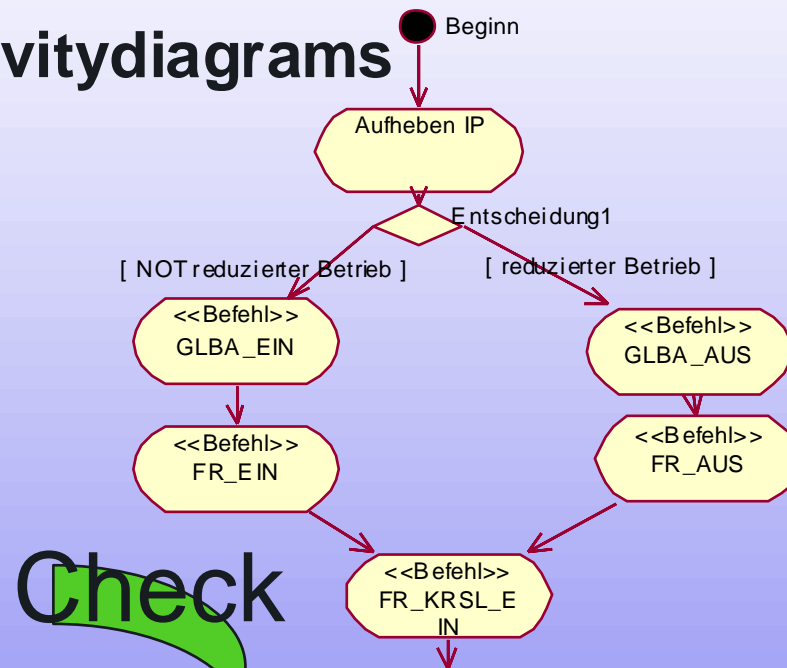 vitydiagrams
Beginn
Aufheben IP
Entscheidung1
[ NOT reduzierter Betrieb ]
[ reduzierter Betrieb ]
<<Befehl>>
GLBA_EIN
<<Befehl>>
GLBA_AUS
<<Befehl>>
FR_EIN
<<Befehl>>
FR_AUS
Check
<<Befehl>>
FR_KRSL_E
IN